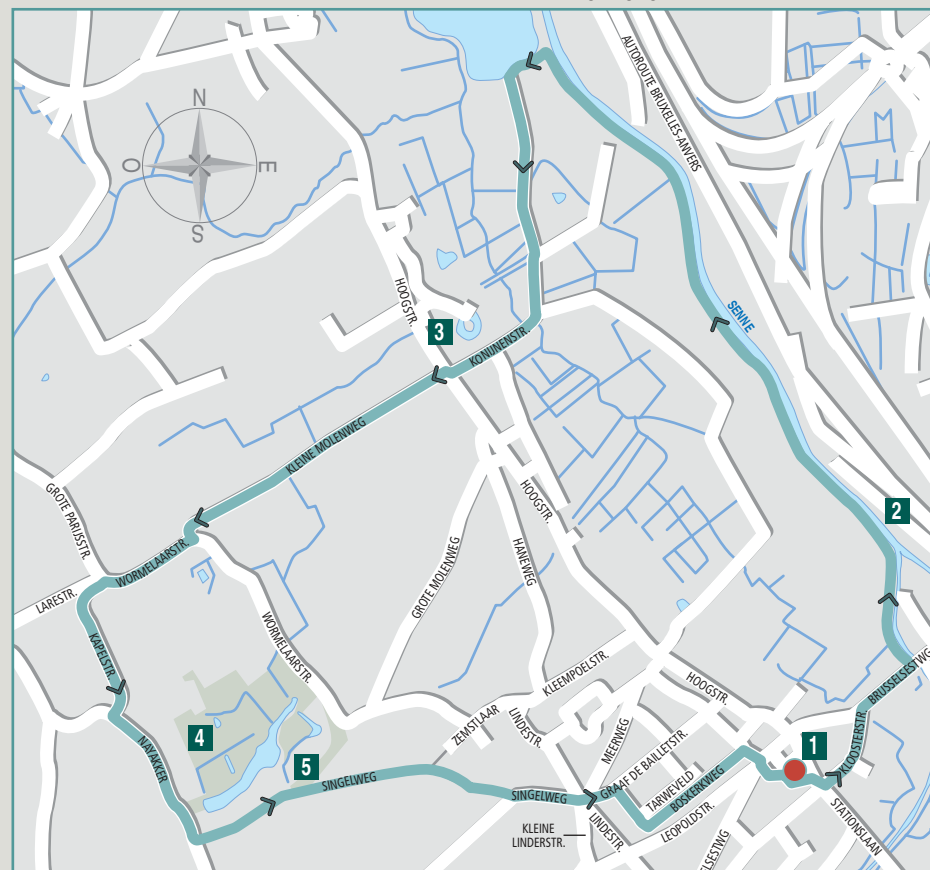 N
O
E
S
AUTOROUTE BRUXELLES-ANVERS
SENNE
HOOGSTR.
3
KONIJNENSTR.
KLEINE MOLENWEG
GROTE PARIJSSTR.
HOOGSTR.
2
WORMELAARSTR.
LARESTR.
GROTE MOLENWEG
HANEWEG
KAPELSTR.
WORMELAARSTR.
KLEEMPOELSTR.
HOOGSTR.
BRUSSELSESTWG.
ZEMSTLAAR
LINDESTR.
MEERWEG
NAYAKKER
4
5
GRAAF DE BAILLETSTR.
1
KLOOSTERSTR.
SINGELWEG
SINGELWEG
TARWEVELD
BOSKERKWEG
LEOPOLDSTR.
STATIONSLAAN
KLEINE
LINDERSTR.
LINDESTR.
ELSESTWG